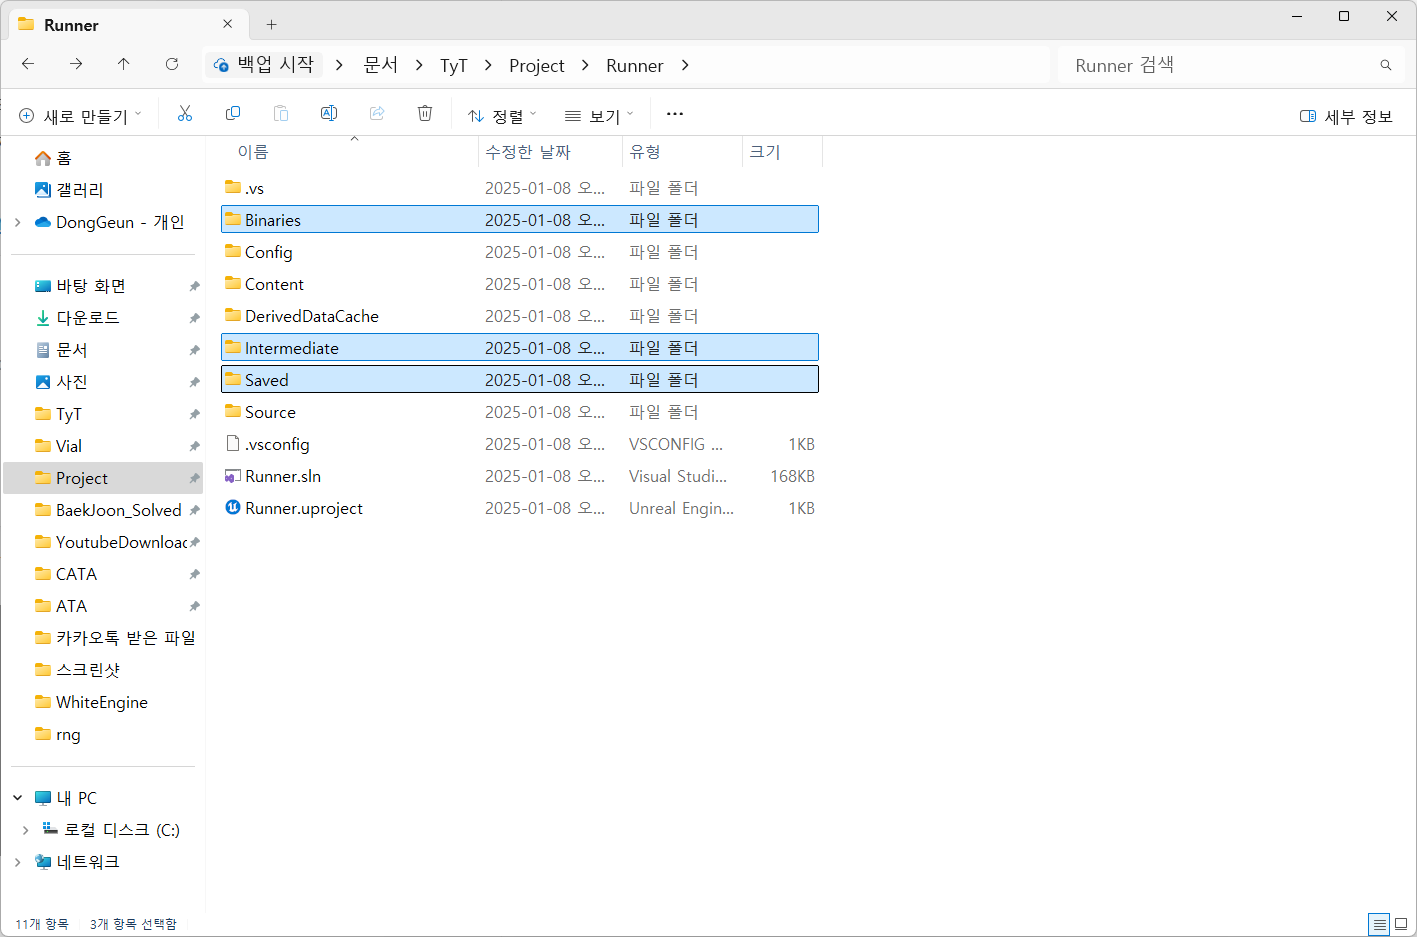 Runner
백업 시작 > 문서 > TyT > Project > Runner >
Runner 검색
새로 만들기
정렬
보기
세부 정보
이름 수정한 날짜 유형 크기
.vs 2025-01-08 오... 파일 폴더
Binaries 2025-01-08 오... 파일 폴더
Config 2025-01-08 오... 파일 폴더
Content 2025-01-08 오... 파일 폴더
DerivedDataCache 2025-01-08 오... 파일 폴더
Intermediate 2025-01-08 오... 파일 폴더
Saved 2025-01-08 오... 파일 폴더
Source 2025-01-08 오... 파일 폴더
.vsconfig 2025-01-08 오... VSCONFIG ... 1KB
Runner.sln 2025-01-08 오... Visual Studi... 168KB
Runner.uproject 2025-01-08 오... Unreal Engin... 1KB
홈
갤러리
DongGeun - 개인
바탕 화면
다운로드
문서
사진
TyT
Vial
Project
BaekJoon_Solved
YoutubeDownloac
CATA
ATA
카카오톡 받은 파일
스크린샷
WhiteEngine
rng
내 PC
로컬 디스크 (C:)
네트워크
11개 항목 3개 항목 선택함